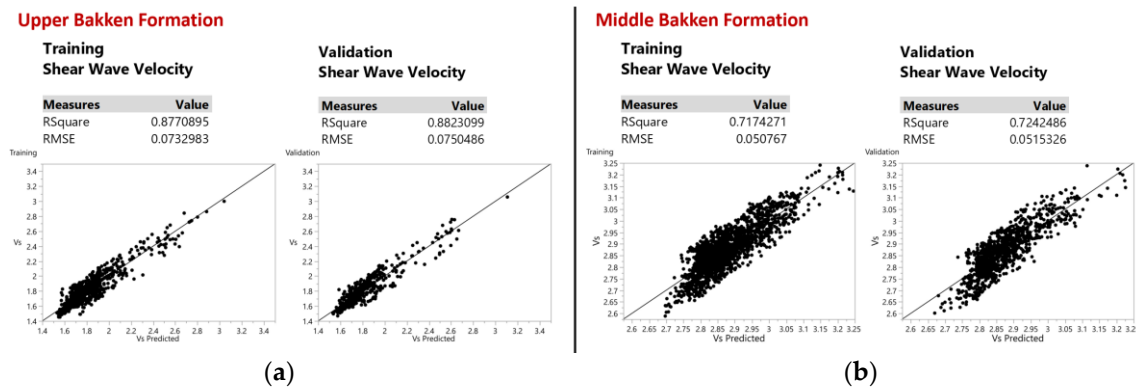 Upper Bakken Formation
Training
Shear Wave Velocity
Measures Value
RSquare 0.8770895
RMSE 0.0732983
Training
3.4
3.2
3
2.8
2.6
2.4
2.2
2
1.8
1.6
1.4
Vs
1.4 1.6 1.8 2 2.2 2.4 2.6 2.8 3 3.2 3.4
Vs Predicted
Validation
Shear Wave Velocity
Measures Value
RSquare 0.8823099
RMSE 0.0750486
Validation
3.4
3.2
3
2.8
2.6
2.4
2.2
2
1.8
1.6
1.4
Vs
1.4 1.6 1.8 2 2.2 2.4 2.6 2.8 3 3.2 3.4
Vs Predicted
(a)
Middle Bakken Formation
Training
Shear Wave Velocity
Measures Value
RSquare 0.7174271
RMSE 0.050767
Training
3.25
3.2
3.15
3.1
3.05
3
2.95
2.9
2.85
2.8
2.75
2.7
2.65
2.6
Vs
2.6 2.65 2.7 2.75 2.8 2.85 2.9 2.95 3 3.05 3.1 3.15 3.2 3.25
Vs Predicted
Validation
Shear Wave Velocity
Measures Value
RSquare 0.7242486
RMSE 0.0515326
Validation
3.25
3.2
3.15
3.1
3.05
3
2.95
2.9
2.85
2.8
2.75
2.7
2.65
2.6
Vs
2.6 2.65 2.7 2.75 2.8 2.85 2.9 2.95 3 3.05 3.1 3.15 3.2 3.25
Vs Predicted
(b)